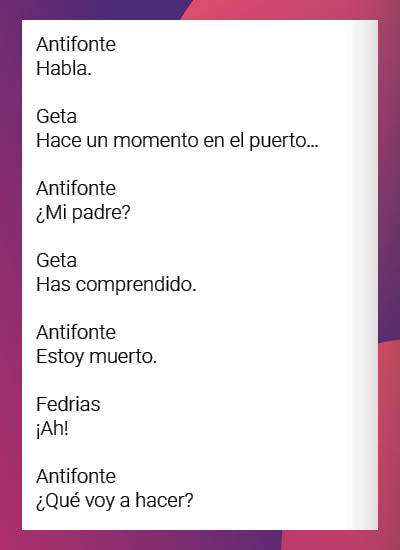 Antifonte
Habla.
Geta
Hace un momento en el puerto...
Antifonte
¿Mi padre?
Geta
Has comprendido.
Antifonte
Estoy muerto.
Fedrias
¡Ah!
Antifonte
¿Qué voy a hacer?